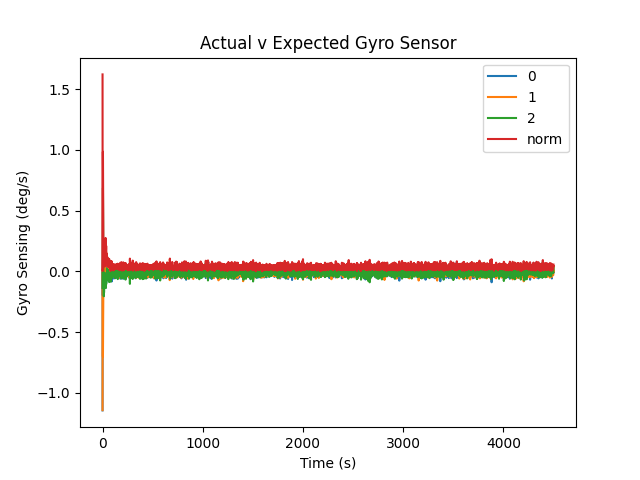 Actual v Expected Gyro Sensor
0
1
2
norm
1.5
1.0
0.5
0.0
−0.5
−1.0
Gyro Sensing (deg/s)
0 1000 2000 3000 4000
Time (s)